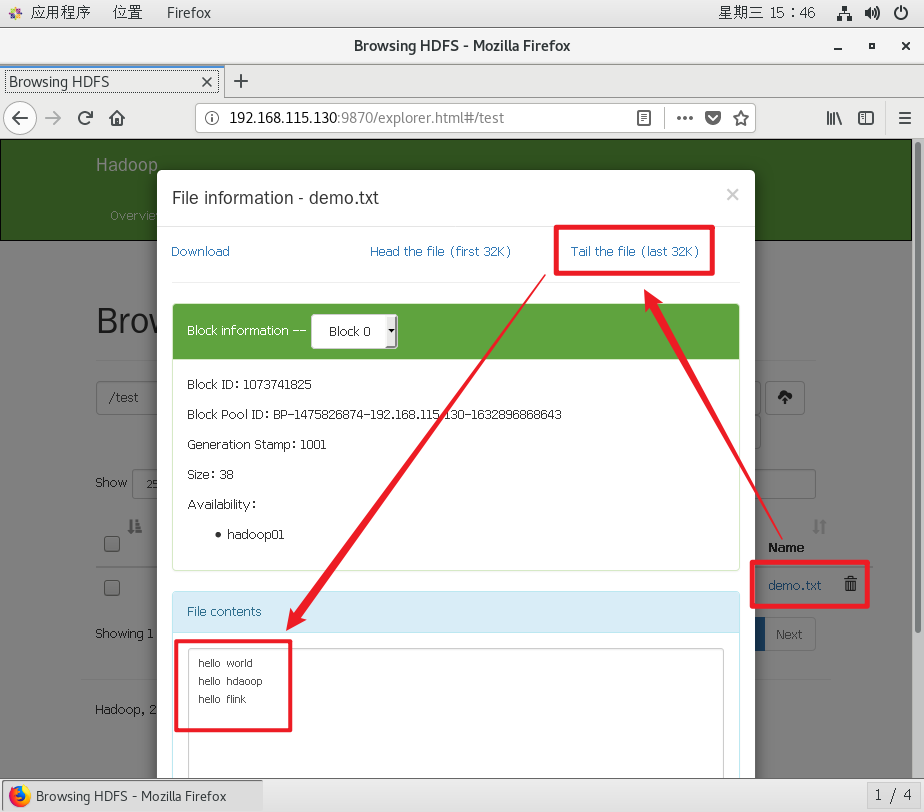 应用程序 位置 Firefox 星期三 15:46
Browsing HDFS - Mozilla Firefox
Browsing HDFS
192.168.115.130:9870/explorer.html#/test
Hadoop
Overvie
File information - demo.txt
Download Head the file (first 32K) Tail the file (last 32K)
Brow
Block information -- Block 0
Block ID: 1073741825
/test
Block Pool ID: BP-1475826874-192.168.115.130-1632896868643
Generation Stamp: 1001
Size: 38
Show 25
Availability:
hadoop01
Name
demo.txt
File contents
Showing 1
Next
hello world
hello hdaoop
hello flink
Hadoop, 2
Browsing HDFS - Mozilla Firefox 1 / 4